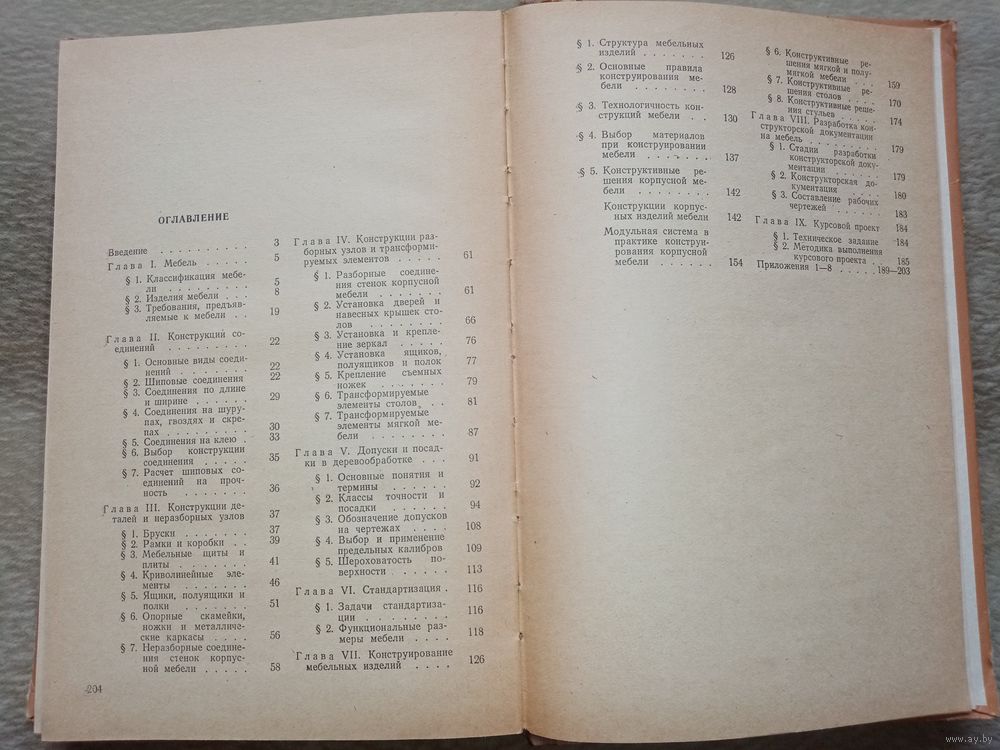 ОГЛАВЛЕНИЕ
Введение . . . . . . . . . 3
Глава I. Мебель . . . . . 5
§ 1. Классификация мебе-
ли . . . . . . . . 5
§ 2. Изделия мебели . . . 8
§ 3. Требования, предъяв-
ляемые к мебели . . 19
Глава II. Конструкций со-
единений . . . . . . . . . 22
§ 1. Основные виды соеди-
нений . . . . . . . 22
§ 2. Шиповые соединения 22
§ 3. Соединения по длине
и ширине . . . . . . 29
§ 4. Соединения на шуру-
пах, гвоздях и скре-
пах . . . . . . . . 30
§ 5. Соединения на клею . 33
§ 6. Выбор конструкции
соединения . . . . . 35
§ 7. Расчет шиповых со-
единений на проч-
ность . . . . . . . 36
Глава III. Конструкции де-
талей и неразборных узлов 37
§ 1. Бруски . . . . . . . 37
§ 2. Рамки и коробки . . 39
§ 3. Мебельные щиты и
плиты . . . . . . . 41
§ 4. Криволинейные эле-
менты . . . . . . . 46
§ 5. Ящики, полуящики и
полки . . . . . . . 51
§ 6. Опорные скамейки,
ножки и металличе-
ские каркасы . . . . 56
§ 7. Неразборные соедине-
ния стенок корпус-
ной мебели . . . . . 58
204
Глава IV. Конструкции раз-
борных узлов и трансформи-
руемых элементов . . . . . 61
§ 1. Разборные соедине-
ния стенок корпусной
мебели . . . . . . . 61
§ 2. Установка дверей и
навесных крышек сто-
лов . . . . . . . . 66
§ 3. Установка и крепле-
ние зеркал . . . . . 76
§ 4. Установка ящиков,
полуящиков и полок 77
§ 5. Крепление съемных
ножек . . . . . . . 79
§ 6. Трансформируемые
элементы столов . . 81
§ 7. Трансформируемые
элементы мягкой ме-
бели . . . . . . . . 87
Глава V. Допуски и посад-
ки в деревообработке . . . 91
§ 1. Основные понятия и
термины . . . . . . 92
§ 2. Классы точности и
посадки . . . . . . 94
§ 3. Обозначение допусков
на чертежах . . . . 108
§ 4. Выбор и применение
предельных калибров 109
§ 5. Шероховатость по-
верхности . . . . . . 113
Глава VI. Стандартизация . 116
§ 1. Задачи стандартиза-
ции . . . . . . . . . 116
§ 2. Функциональные раз-
меры мебели . . . . 118
Глава VII. Конструирование
мебельных изделий . . . . 126
§ 1. Структура мебельных
изделий . . . . . . . 126
§ 2. Основные правила
конструирования ме-
бели . . . . . . . . 128
§ 3. Технологичность кон-
струкций мебели . . 130
§ 4. Выбор материалов
при конструировании
мебели . . . . . . . 137
§ 5. Конструктивные ре-
шения корпусной ме-
бели . . . . . . . . 142
Конструкции корпус-
ных изделий мебели 142
Модульная система в
практике конструи-
рования корпусной
мебели . . . . . . . 154
§ 6. Конструктивные ре-
шения мягкой и полу-
мягкой мебели . . . 159
§ 7. Конструктивные ре-
шения столов . . . . 170
§ 8. Конструктивные реше-
ния стульев . . . . . 174
Глава VIII. Разработка кон-
структорской документации
на мебель . . . . . . . . 179
§ 1. Стадии разработки
конструкторской доку-
ментации . . . . . . 179
§ 2. Конструкторская до-
кументация . . . . . 180
§ 3. Составление рабочих
чертежей . . . . . . 183
Глава IX. Курсовой проект 184
§ 1. Техническое задание 184
§ 2. Методика выполнения
курсового проекта . . 185
Приложения 1—8 . . . . . 189—203
www.ay.by